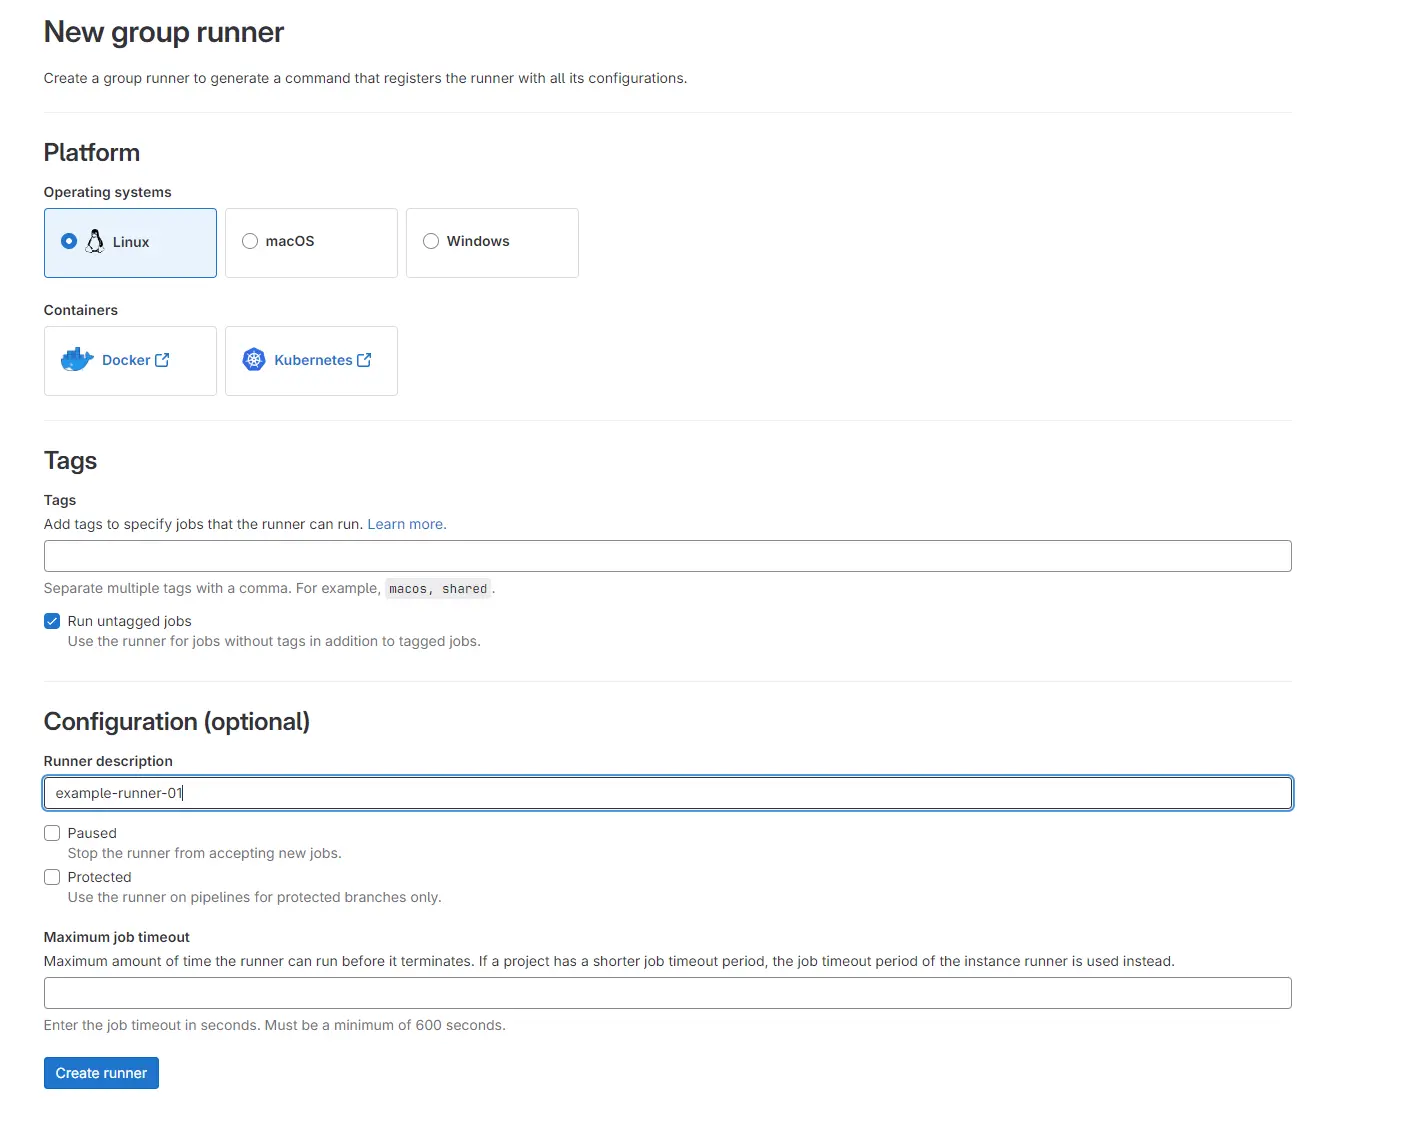 New group runner
Create a group runner to generate a command that registers the runner with all its configurations.
Platform
Operating systems
Linux
macOS
Windows
Containers
Docker
Kubernetes
Tags
Tags
Add tags to specify jobs that the runner can run. Learn more.
Separate multiple tags with a comma. For example, macos, shared.
Run untagged jobs
Use the runner for jobs without tags in addition to tagged jobs.
Configuration (optional)
Runner description
example-runner-01
Paused
Stop the runner from accepting new jobs.
Protected
Use the runner on pipelines for protected branches only.
Maximum job timeout
Maximum amount of time the runner can run before it terminates. If a project has a shorter job timeout period, the job timeout period of the instance runner is used instead.
Enter the job timeout in seconds. Must be a minimum of 600 seconds.
Create runner